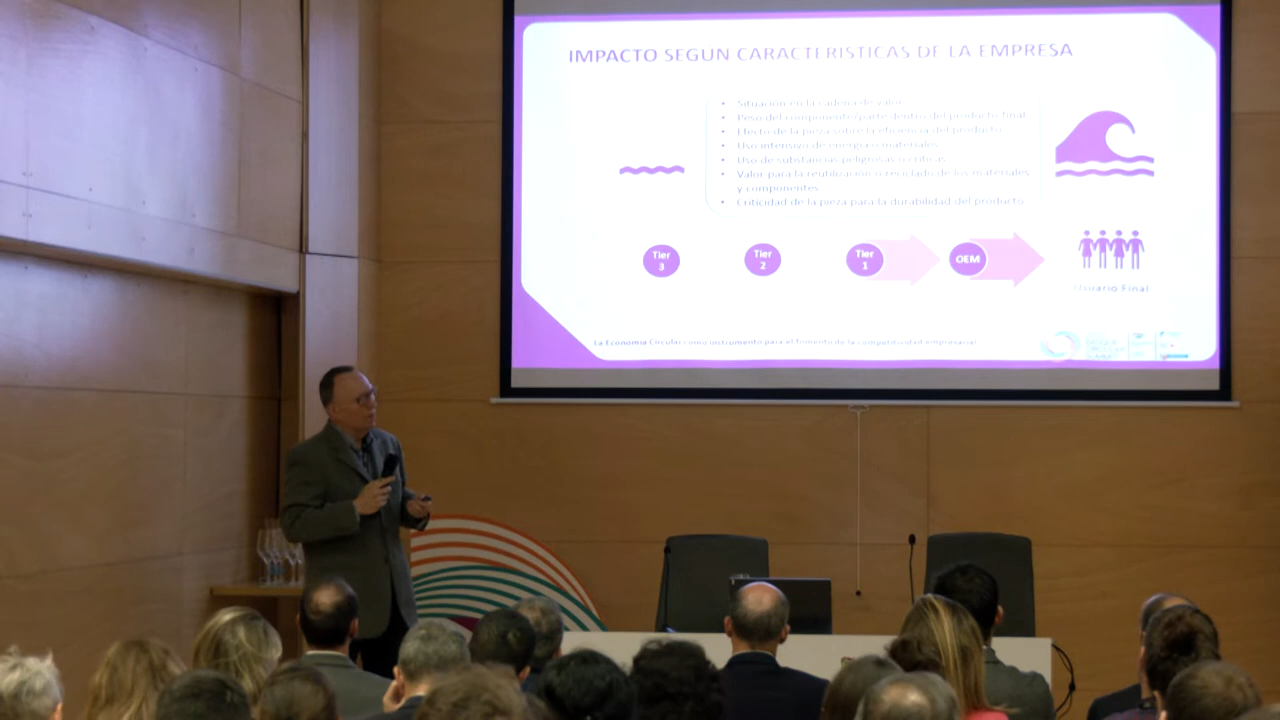 IMPACTO SEGUN CARACTERISTICAS DE LA EMPRESA
• Situación en la cadena de valor
• Peso del componente/parte dentro del producto final
• Efecto de la pieza sobre la eficiencia del producto
• Uso intensivo de energía o materiales
• Uso de substancias peligrosas o críticas
• Valor para la reutilización o reciclado de los materiales
y componentes
• Criticidad de la pieza para la durabilidad del producto
Tier
3
Tier
2
Tier
1
OEM
Usuario Final
La Economía Circular como instrumento para el fomento de la competitividad empresarial